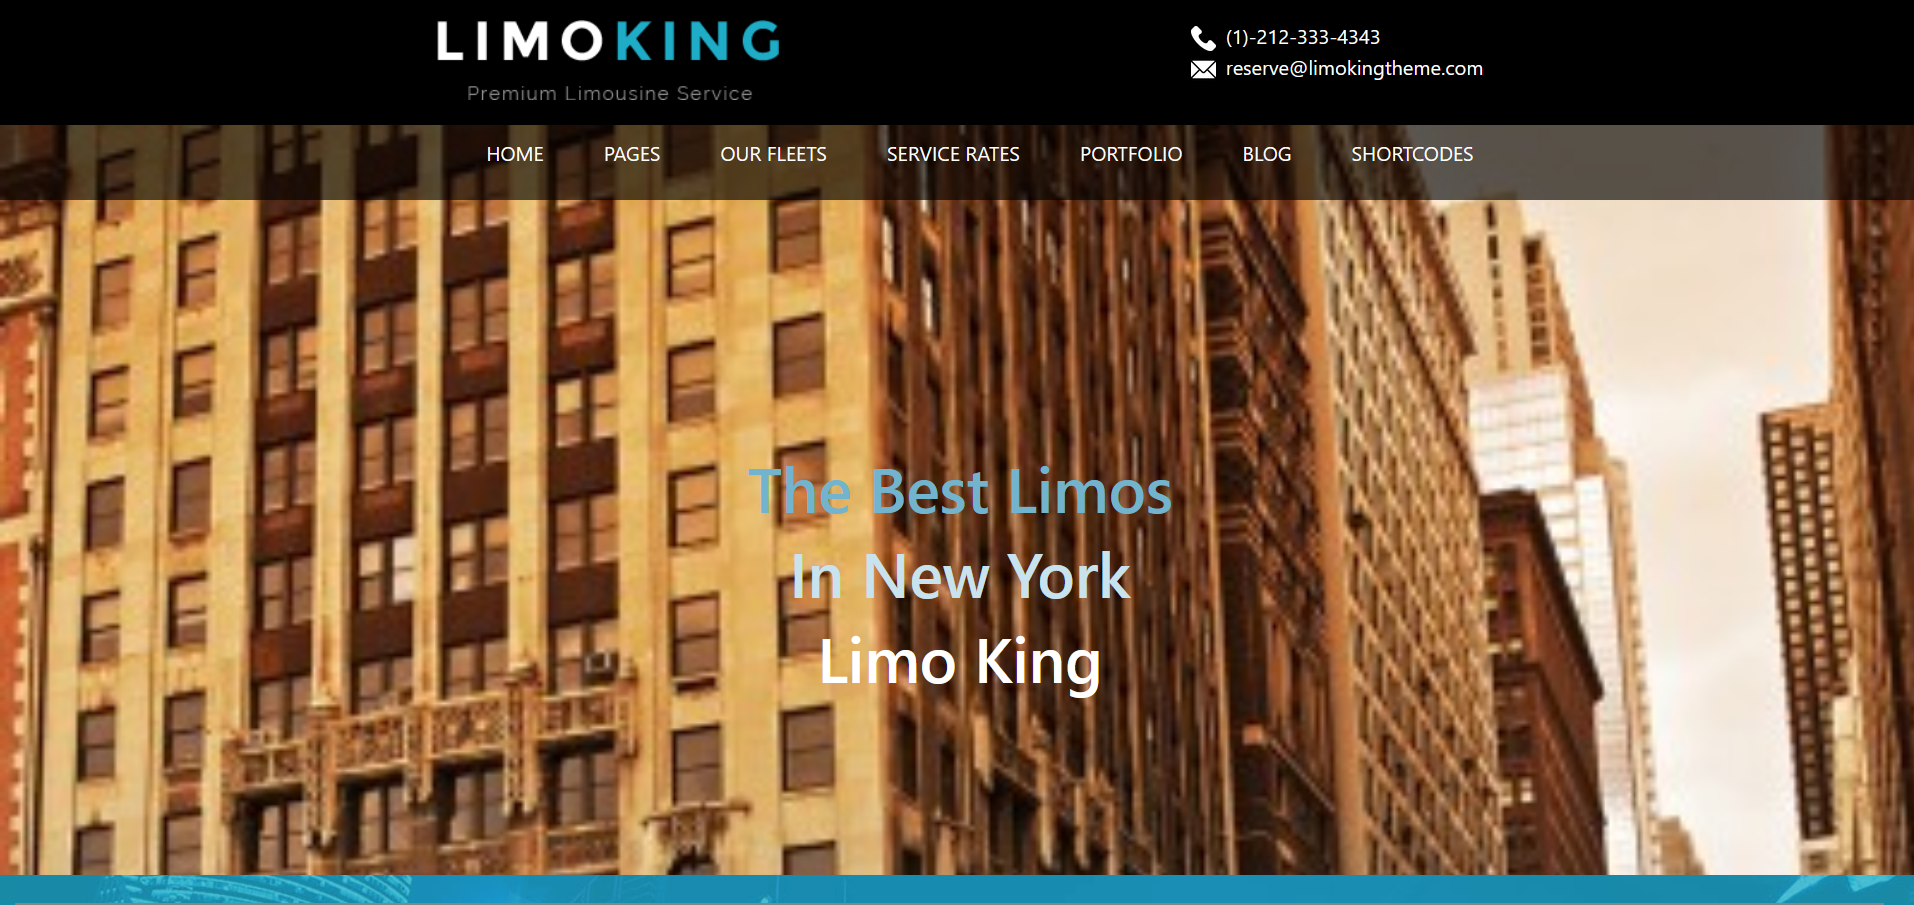 LIMOKING
Premium Limousine Service
(1)-212-333-4343
reserve@limokingtheme.com
HOME PAGES OUR FLEETS SERVICE RATES PORTFOLIO BLOG SHORTCODES
The Best Limos
In New York
Limo King